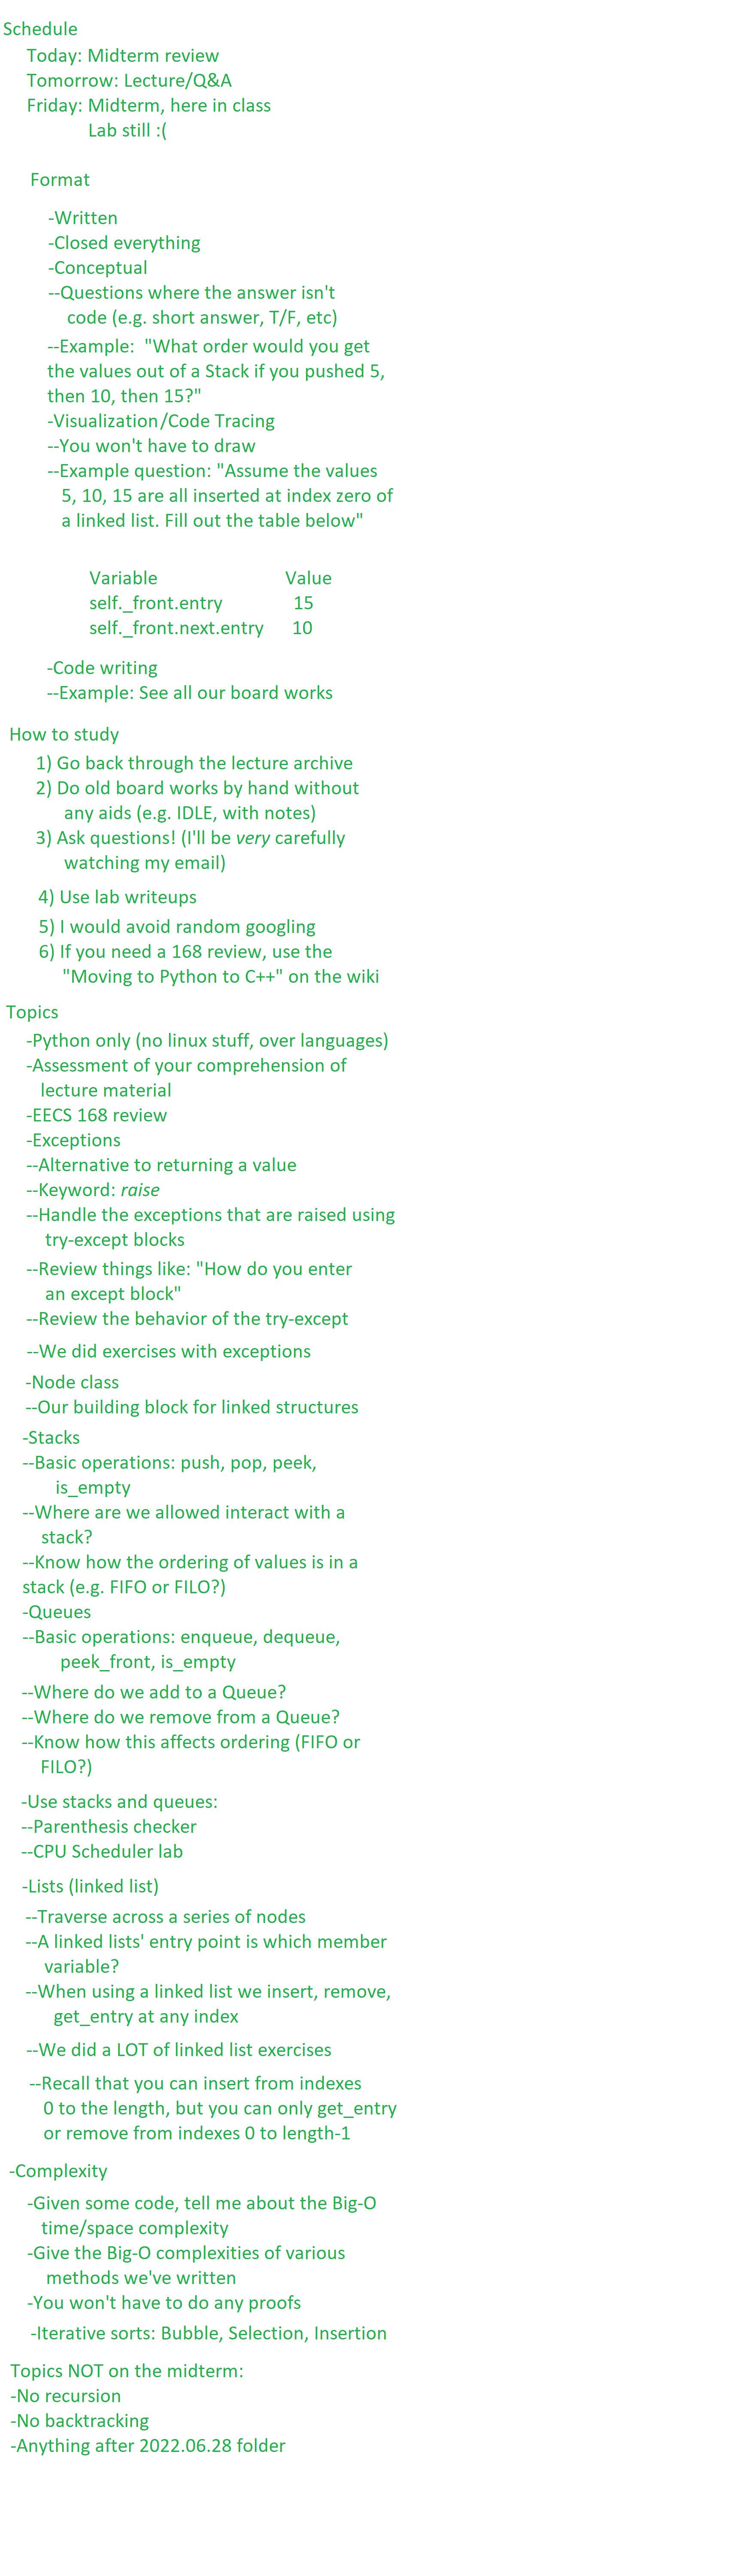 Schedule
Today: Midterm review
Tomorrow: Lecture/Q&A
Friday: Midterm, here in class
Lab still :(
Format
-Written
-Closed everything
-Conceptual
--Questions where the answer isn't
code (e.g. short answer, T/F, etc)
--Example:  "What order would you get
the values out of a Stack if you pushed 5,
then 10, then 15?"
-Visualization/Code Tracing
--You won't have to draw
--Example question: "Assume the values
5, 10, 15 are all inserted at index zero of
a linked list. Fill out the table below"
Variable Value
self._front.entry 15
self._front.next.entry 10
-Code writing
--Example: See all our board works
How to study
1) Go back through the lecture archive
2) Do old board works by hand without
any aids (e.g. IDLE, with notes)
3) Ask questions! (I'll be very carefully
watching my email)
4) Use lab writeups
5) I would avoid random googling
6) If you need a 168 review, use the
"Moving to Python to C++" on the wiki
Topics
-Python only (no linux stuff, over languages)
-Assessment of your comprehension of
lecture material
-EECS 168 review
-Exceptions
--Alternative to returning a value
--Keyword: raise
--Handle the exceptions that are raised using
try-except blocks
--Review things like: "How do you enter
an except block"
--Review the behavior of the try-except
--We did exercises with exceptions
-Node class
--Our building block for linked structures
-Stacks
--Basic operations: push, pop, peek,
is_empty
--Where are we allowed interact with a
stack?
--Know how the ordering of values is in a
stack (e.g. FIFO or FILO?)
-Queues
--Basic operations: enqueue, dequeue,
peek_front, is_empty
--Where do we add to a Queue?
--Where do we remove from a Queue?
--Know how this affects ordering (FIFO or
FILO?)
-Use stacks and queues:
--Parenthesis checker
--CPU Scheduler lab
-Lists (linked list)
--Traverse across a series of nodes
--A linked lists' entry point is which member
variable?
--When using a linked list we insert, remove,
get_entry at any index
--We did a LOT of linked list exercises
--Recall that you can insert from indexes
0 to the length, but you can only get_entry
or remove from indexes 0 to length-1
-Complexity
-Given some code, tell me about the Big-O
time/space complexity
-Give the Big-O complexities of various
methods we've written
-You won't have to do any proofs
-Iterative sorts: Bubble, Selection, Insertion
Topics NOT on the midterm:
-No recursion
-No backtracking
-Anything after 2022.06.28 folder